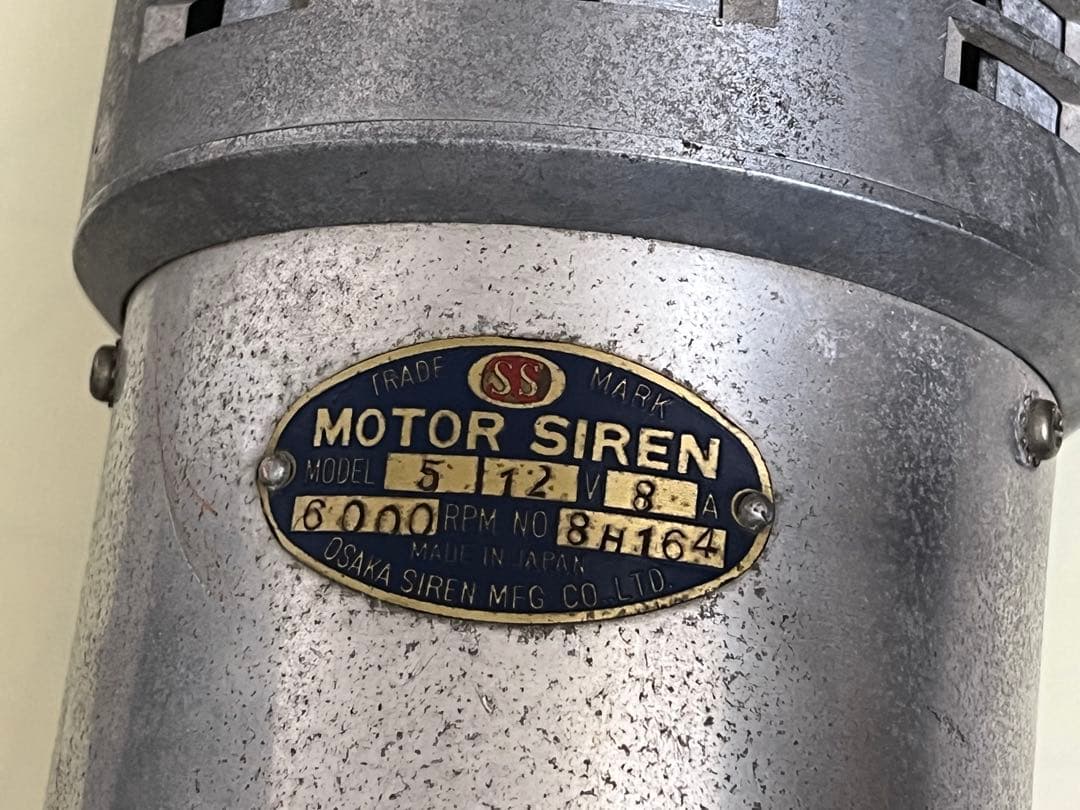 TRADE SS MARK
MOTOR SIREN
MODEL 5 12 V 8 A
6000 RPM NO 8H164
MADE IN JAPAN
OSAKA SIREN MFG CO. LTD.